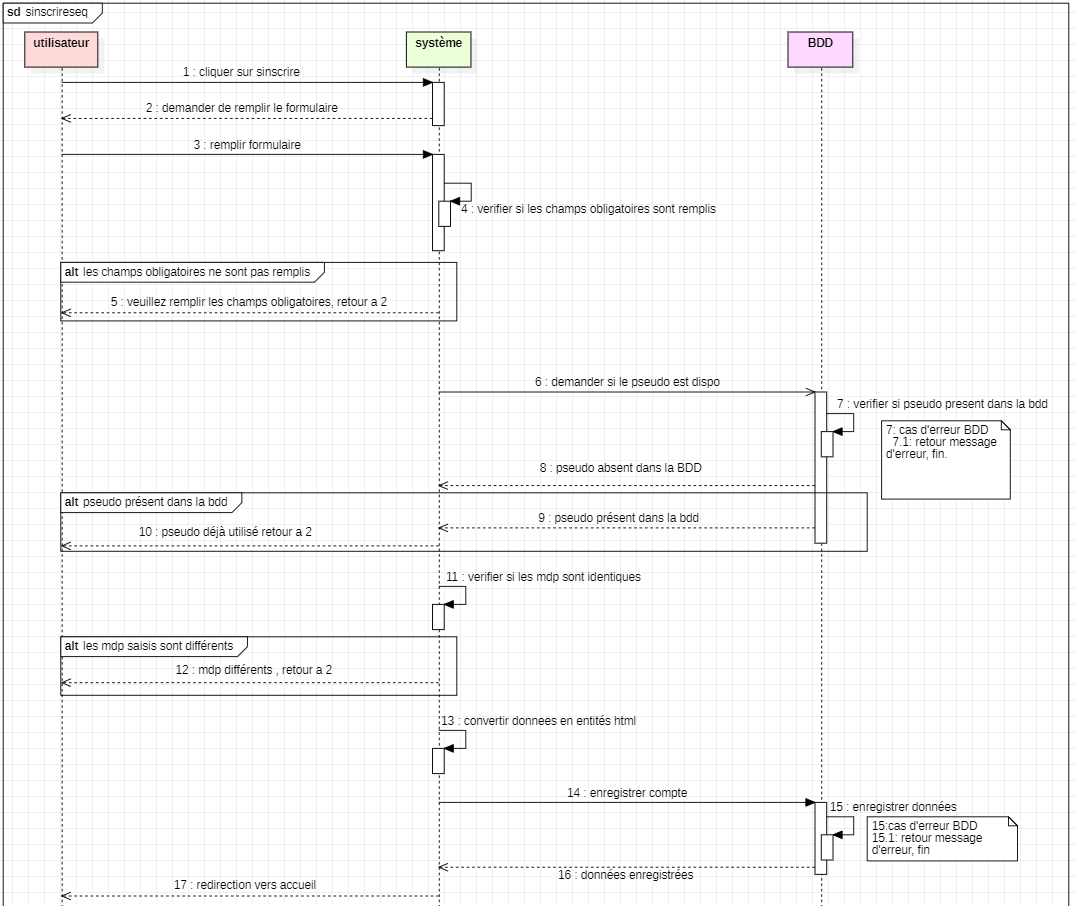 sd sinscrireseq
utilisateur
système
BDD
1 : cliquer sur sinscrire
2 : demander de remplir le formulaire
3 : remplir formulaire
4 : verifier si les champs obligatoires sont remplis
alt les champs obligatoires ne sont pas remplis
5 : veuillez remplir les champs obligatoires, retour a 2
6 : demander si le pseudo est dispo
7 : verifier si pseudo present dans la bdd
7: cas d'erreur BDD
7.1: retour message
d'erreur, fin.
8 : pseudo absent dans la BDD
alt pseudo présent dans la bdd
9 : pseudo présent dans la bdd
10 : pseudo déjà utilisé retour a 2
11 : verifier si les mdp sont identiques
alt les mdp saisis sont différents
12 : mdp différents , retour a 2
13 : convertir donnees en entités html
14 : enregistrer compte
15 : enregistrer données
15:cas d'erreur BDD
15.1: retour message
d'erreur, fin
16 : données enregistrées
17 : redirection vers accueil